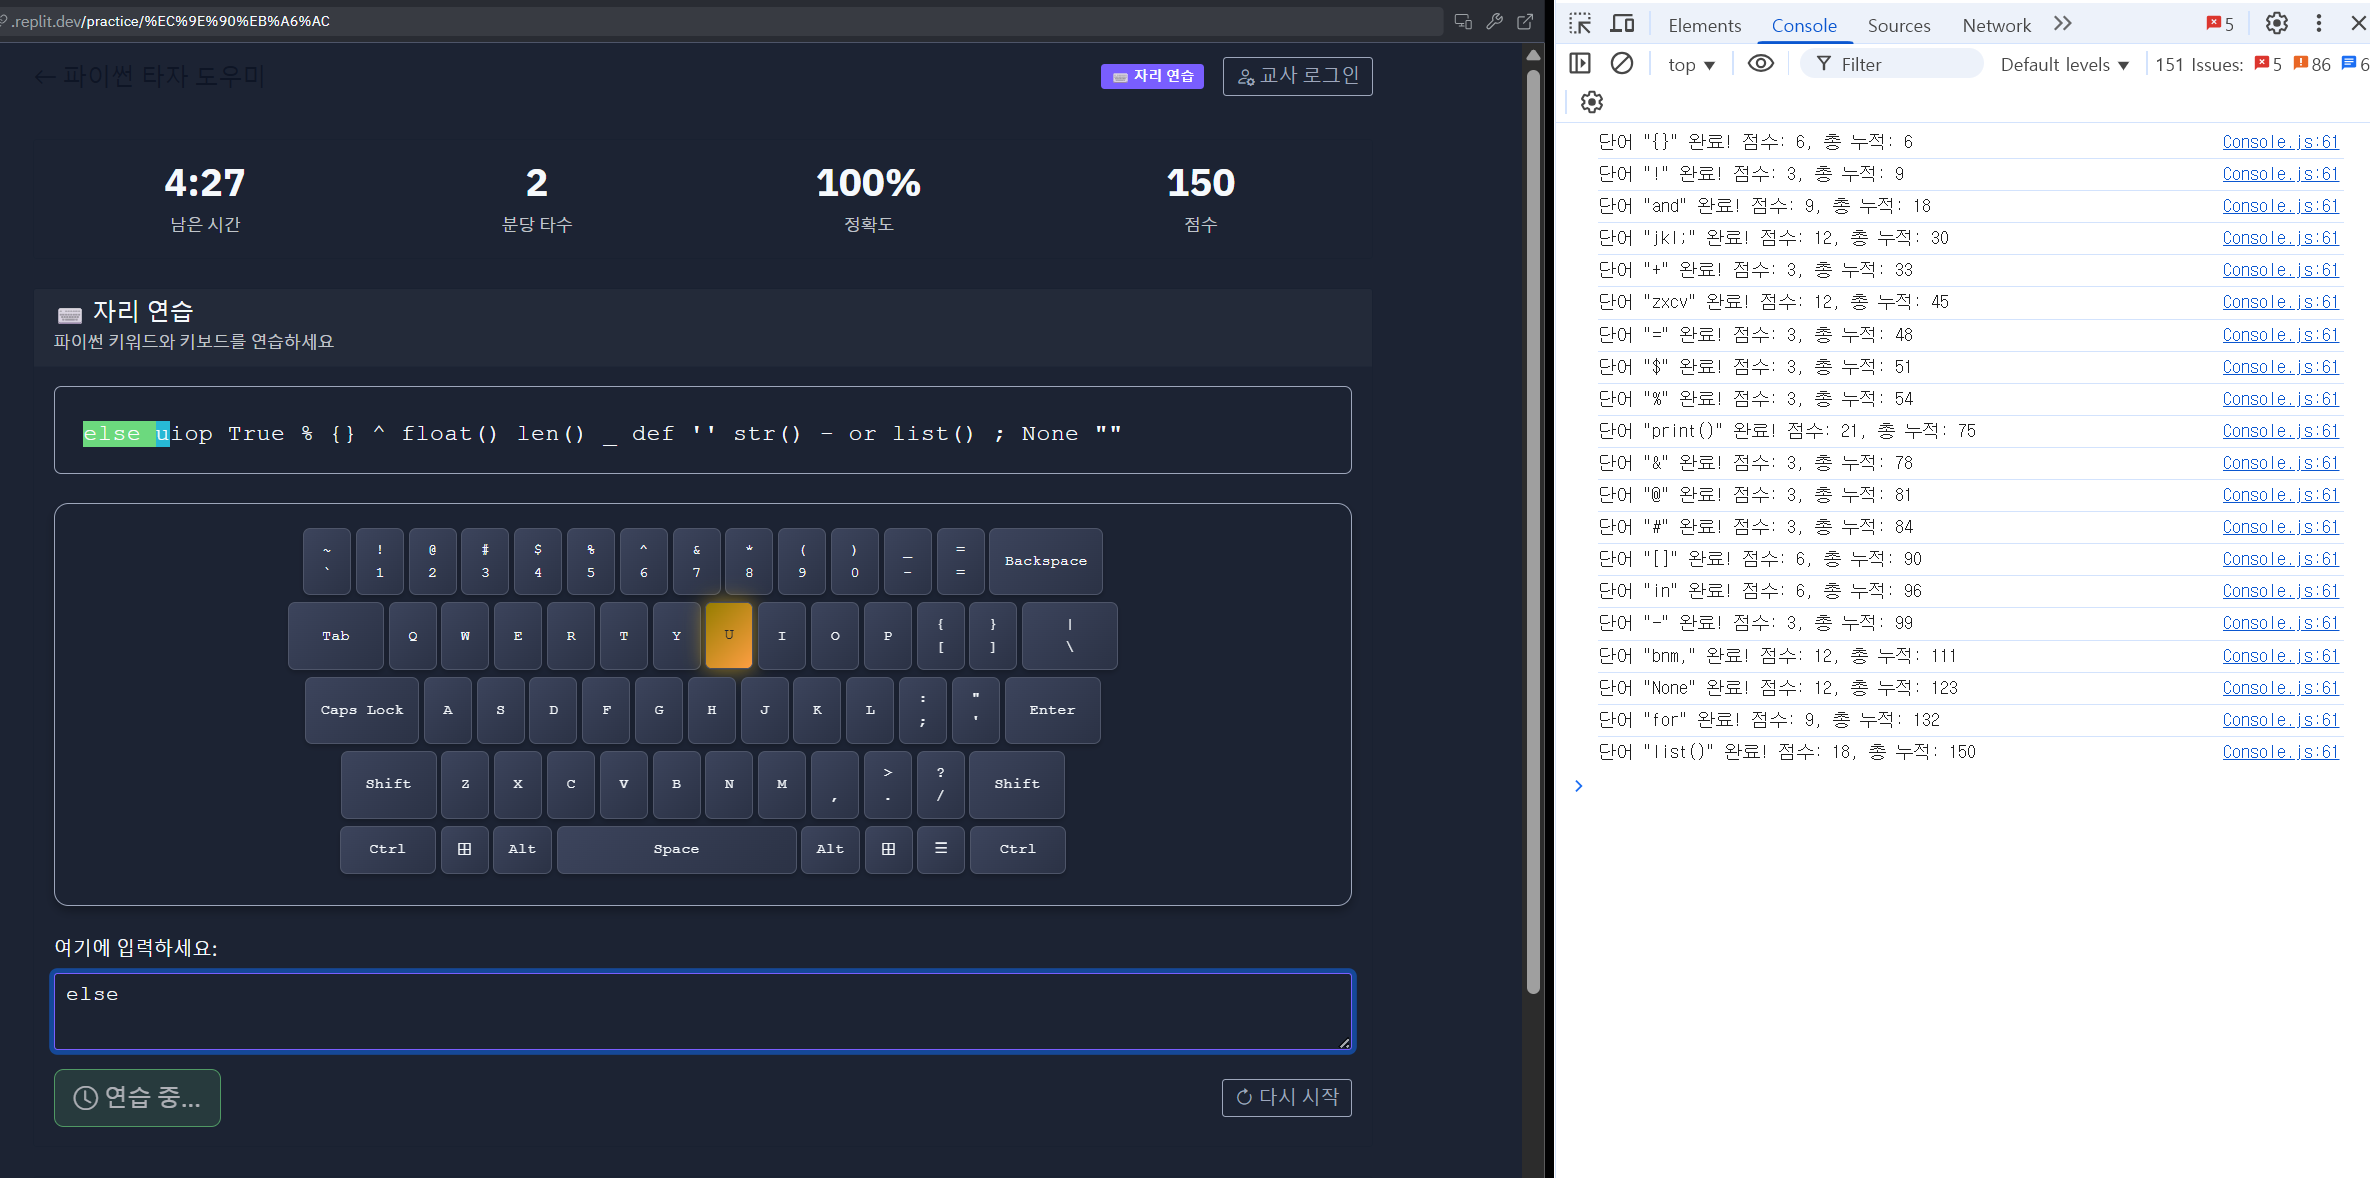 .replit.dev/practice/%EC%9E%90%EB%A6%AC
← 파이썬 타자 도우미
자리 연습
교사 로그인
4:27
남은 시간
2
분당 타수
100%
정확도
150
점수
자리 연습
파이썬 키워드와 키보드를 연습하세요
else uiop True % {} ^ float() len() _ def '' str() - or list() ; None ""
~ ! @ # $ % ^ & * ( ) _ =
` 1 2 3 4 5 6 7 8 9 0 - = Backspace
Tab Q W E R T Y U I O P { } |
[ ] \
Caps Lock A S D F G H J K L : " Enter
; '
Shift Z X C V B N M , > ? Shift
. /
Ctrl Alt Space Alt Ctrl
여기에 입력하세요:
else
연습 중...
다시 시작
Elements Console Sources Network 5
top Filter Default levels 151 Issues: 5 86 6
단어 "{}" 완료! 점수: 6, 총 누적: 6 Console.js:61
단어 "!" 완료! 점수: 3, 총 누적: 9 Console.js:61
단어 "and" 완료! 점수: 9, 총 누적: 18 Console.js:61
단어 "jkl;" 완료! 점수: 12, 총 누적: 30 Console.js:61
단어 "+" 완료! 점수: 3, 총 누적: 33 Console.js:61
단어 "zxcv" 완료! 점수: 12, 총 누적: 45 Console.js:61
단어 "=" 완료! 점수: 3, 총 누적: 48 Console.js:61
단어 "$" 완료! 점수: 3, 총 누적: 51 Console.js:61
단어 "%" 완료! 점수: 3, 총 누적: 54 Console.js:61
단어 "print()" 완료! 점수: 21, 총 누적: 75 Console.js:61
단어 "&" 완료! 점수: 3, 총 누적: 78 Console.js:61
단어 "@" 완료! 점수: 3, 총 누적: 81 Console.js:61
단어 "#" 완료! 점수: 3, 총 누적: 84 Console.js:61
단어 "[]" 완료! 점수: 6, 총 누적: 90 Console.js:61
단어 "in" 완료! 점수: 6, 총 누적: 96 Console.js:61
단어 "-" 완료! 점수: 3, 총 누적: 99 Console.js:61
단어 "bnm," 완료! 점수: 12, 총 누적: 111 Console.js:61
단어 "None" 완료! 점수: 12, 총 누적: 123 Console.js:61
단어 "for" 완료! 점수: 9, 총 누적: 132 Console.js:61
단어 "list()" 완료! 점수: 18, 총 누적: 150 Console.js:61